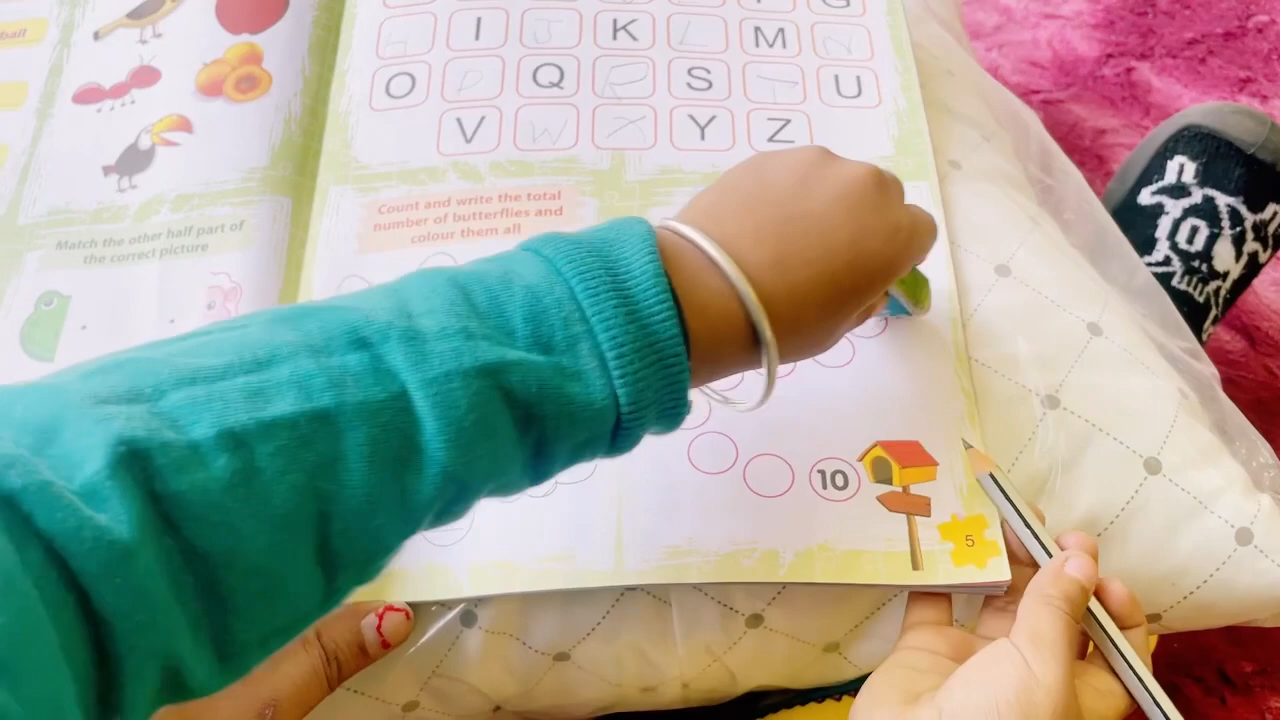 ball
G
H I J K L M N
O P Q R S T U
V W X Y Z
Count and write the total
number of butterflies and
colour them all
Match the other half part of
the correct picture
10
5